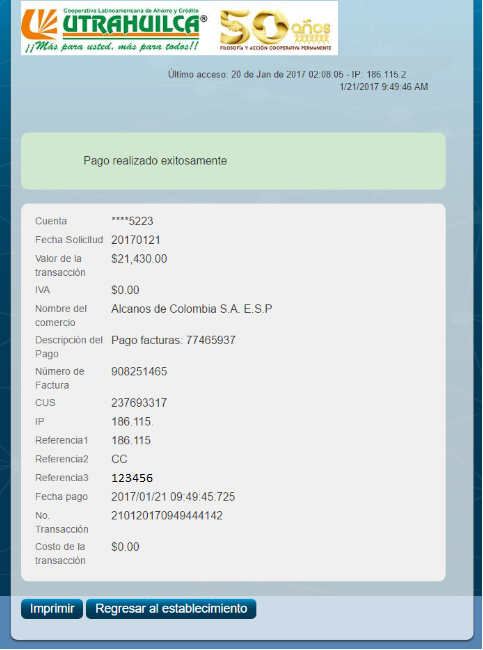 Cooperativa Latinoamericana de Ahorro y Crédito
UTRAHUILCA®
¡¡Más para usted, más para todos!!
50 años
FILOSOFÍA Y ACCIÓN COOPERATIVA PERMANENTE
Último acceso: 20 de Jan de 2017 02:08:05 - IP: 186.115.2
1/21/2017 9:49:46 AM
Pago realizado exitosamente
Cuenta ****5223
Fecha Solicitud 20170121
Valor de la transacción $21,430.00
IVA $0.00
Nombre del comercio Alcanos de Colombia S.A. E.S.P
Descripción del Pago Pago facturas: 77465937
Número de Factura 908251465
CUS 237693317
IP 186.115.
Referencia1 186.115
Referencia2 CC
Referencia3 123456
Fecha pago 2017/01/21 09:49:45:725
No. Transacción 210120170949444142
Costo de la transacción $0.00
Imprimir Regresar al establecimiento